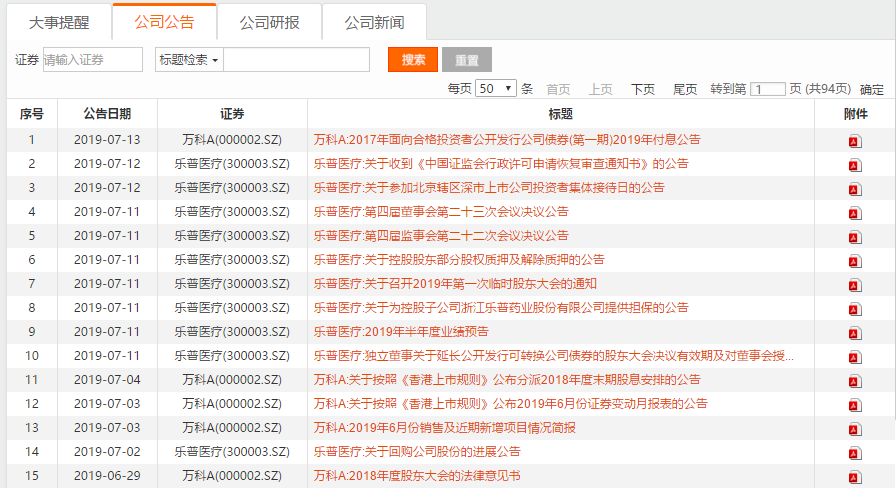 大事提醒 公司公告 公司研报 公司新闻
证券 请输入证券 标题检索 搜索 重置
每页 50 条 首页 上页 下页 尾页 转到第 1 页 (共94页) 确定
序号 公告日期 证券 标题 附件
1 2019-07-13 万科A(000002.SZ) 万科A:2017年面向合格投资者公开发行公司债券(第一期)2019年付息公告
2 2019-07-12 乐普医疗(300003.SZ) 乐普医疗:关于收到《中国证监会行政许可申请恢复审查通知书》的公告
3 2019-07-12 乐普医疗(300003.SZ) 乐普医疗:关于参加北京辖区深市上市公司投资者集体接待日的公告
4 2019-07-11 乐普医疗(300003.SZ) 乐普医疗:第四届董事会第二十三次会议决议公告
5 2019-07-11 乐普医疗(300003.SZ) 乐普医疗:第四届监事会第二十二次会议决议公告
6 2019-07-11 乐普医疗(300003.SZ) 乐普医疗:关于控股股东部分股权质押及解除质押的公告
7 2019-07-11 乐普医疗(300003.SZ) 乐普医疗:关于召开2019年第一次临时股东大会的通知
8 2019-07-11 乐普医疗(300003.SZ) 乐普医疗:关于为控股子公司浙江乐普药业股份有限公司提供担保的公告
9 2019-07-11 乐普医疗(300003.SZ) 乐普医疗:2019年半年度业绩预告
10 2019-07-11 乐普医疗(300003.SZ) 乐普医疗:独立董事关于延长公开发行可转换公司债券的股东大会决议有效期及对董事会授...
11 2019-07-04 万科A(000002.SZ) 万科A:关于按照《香港上市规则》公布分派2018年度末期股息安排的公告
12 2019-07-03 万科A(000002.SZ) 万科A:关于按照《香港上市规则》公布2019年6月份证券变动月报表的公告
13 2019-07-03 万科A(000002.SZ) 万科A:2019年6月份销售及近期新增项目情况简报
14 2019-07-02 乐普医疗(300003.SZ) 乐普医疗:关于回购公司股份的进展公告
15 2019-06-29 万科A(000002.SZ) 万科A:2018年度股东大会的法律意见书